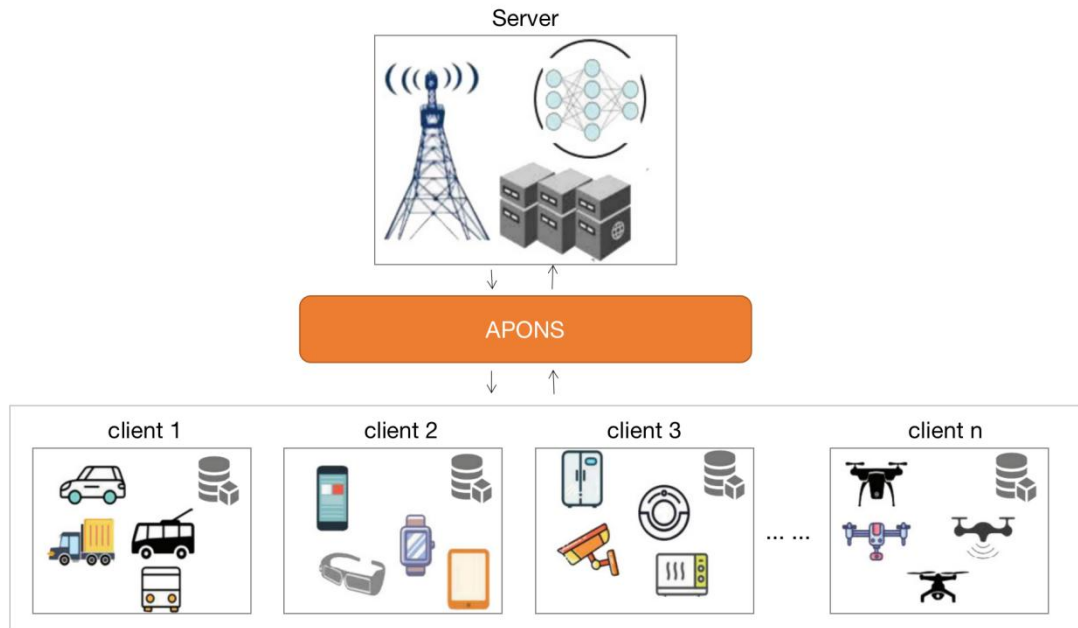 Server
APONS
client 1
client 2
client 3
client n
... ...